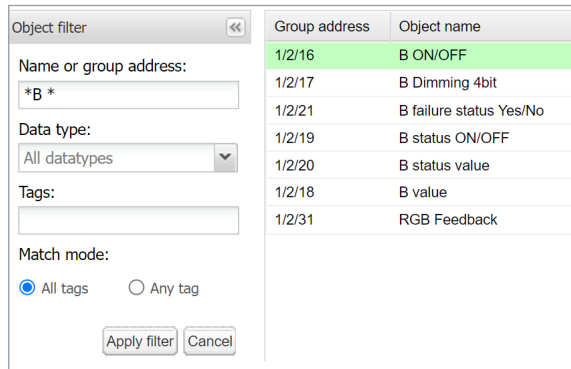 Object filter
Name or group address:
*B *
Data type:
All datatypes
Tags:
Match mode:
All tags Any tag
Apply filter Cancel
Group address Object name
1/2/16 B ON/OFF
1/2/17 B Dimming 4bit
1/2/21 B failure status Yes/No
1/2/19 B status ON/OFF
1/2/20 B status value
1/2/18 B value
1/2/31 RGB Feedback